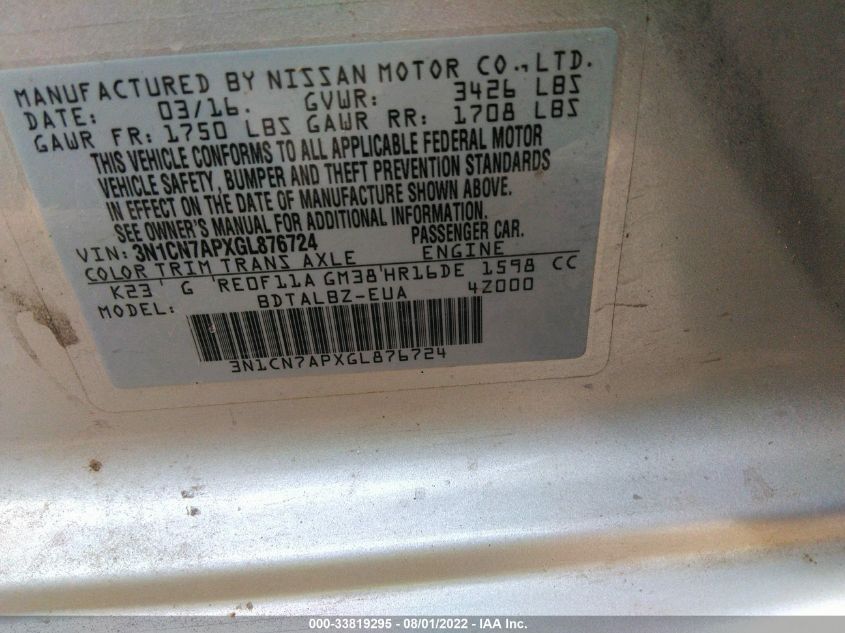 MANUFACTURED BY NISSAN MOTOR CO., LTD.
DATE: 03/16. GVWR: 3426 LBS
GAWR FR: 1750 LBS GAWR RR: 1708 LBS
THIS VEHICLE CONFORMS TO ALL APPLICABLE FEDERAL MOTOR
VEHICLE SAFETY, BUMPER AND THEFT PREVENTION STANDARDS
IN EFFECT ON THE DATE OF MANUFACTURE SHOWN ABOVE.
SEE OWNER'S MANUAL FOR ADDITIONAL INFORMATION.
VIN: 3N1CN7APXGL876724 PASSENGER CAR.
COLOR TRIM TRANS AXLE ENGINE
K23' G 'RE0F11A GM38'HR16DE 1598 CC
MODEL: BDTALBZ-EUA 4Z000
3N1CN7APXGL876724
000-33819295 - 08/01/2022 - IAA Inc.